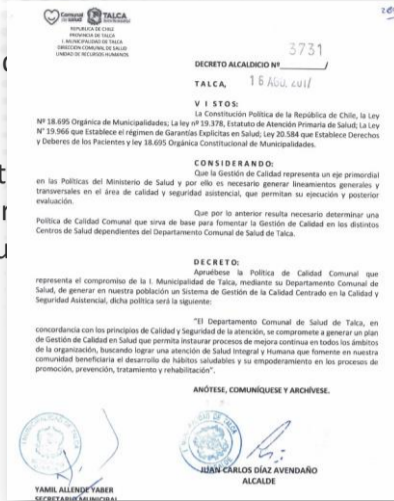 Comunal de Salud TALCA
REPUBLICA DE CHILE
PROVINCIA DE TALCA
I. MUNICIPALIDAD DE TALCA
DIRECCION COMUNAL DE SALUD
UNIDAD DE RECURSOS HUMANOS
3731
DECRETO ALCALDICIO Nº ________/
TALCA, 16 AGO. 2017
V I S T O S:
La Constitución Política de la República de Chile, la Ley
Nº 18.695 Orgánica de Municipalidades; La ley nº 19.378, Estatuto de Atención Primaria de Salud; La Ley
N° 19.966 que Establece el régimen de Garantías Explicitas en Salud; Ley 20.584 que Establece Derechos
y Deberes de los Pacientes y ley 18.695 Orgánica Constitucional de Municipalidades.
CONSIDERANDO:
Que la Gestión de Calidad representa un eje primordial
en las Políticas del Ministerio de Salud y por ello es necesario generar lineamientos generales y
transversales en el área de calidad y seguridad asistencial, que permitan su ejecución y posterior
evaluación.
Que por lo anterior resulta necesario determinar una
Política de Calidad Comunal que sirva de base para fomentar la Gestión de Calidad en los distintos
Centros de Salud dependientes del Departamento Comunal de Salud de Talca.
DECRETO:
Apruébese la Política de Calidad Comunal que
representa el compromiso de la I. Municipalidad de Talca, mediante su Departamento Comunal de
Salud, de generar en nuestra población un Sistema de Gestión de la Calidad Centrado en la Calidad y
Seguridad Asistencial, dicha política será la siguiente:
"El Departamento Comunal de Salud de Talca, en
concordancia con los principios de Calidad y Seguridad de la atención, se compromete a generar un plan
de Gestión de Calidad en Salud que permita instaurar procesos de mejora continua en todos los ámbitos
de la organización, buscando lograr una atención de Salud Integral y Humana que fomente en nuestra
comunidad beneficiaria el desarrollo de hábitos saludables y su empoderamiento en los procesos de
promoción, prevención, tratamiento y rehabilitación".
ANÓTESE, COMUNÍQUESE Y ARCHIVESE.
JUAN CARLOS DÍAZ AVENDAÑO
ALCALDE
YAMIL ALLENDE YABER
SECRETARIO MUNICIPAL